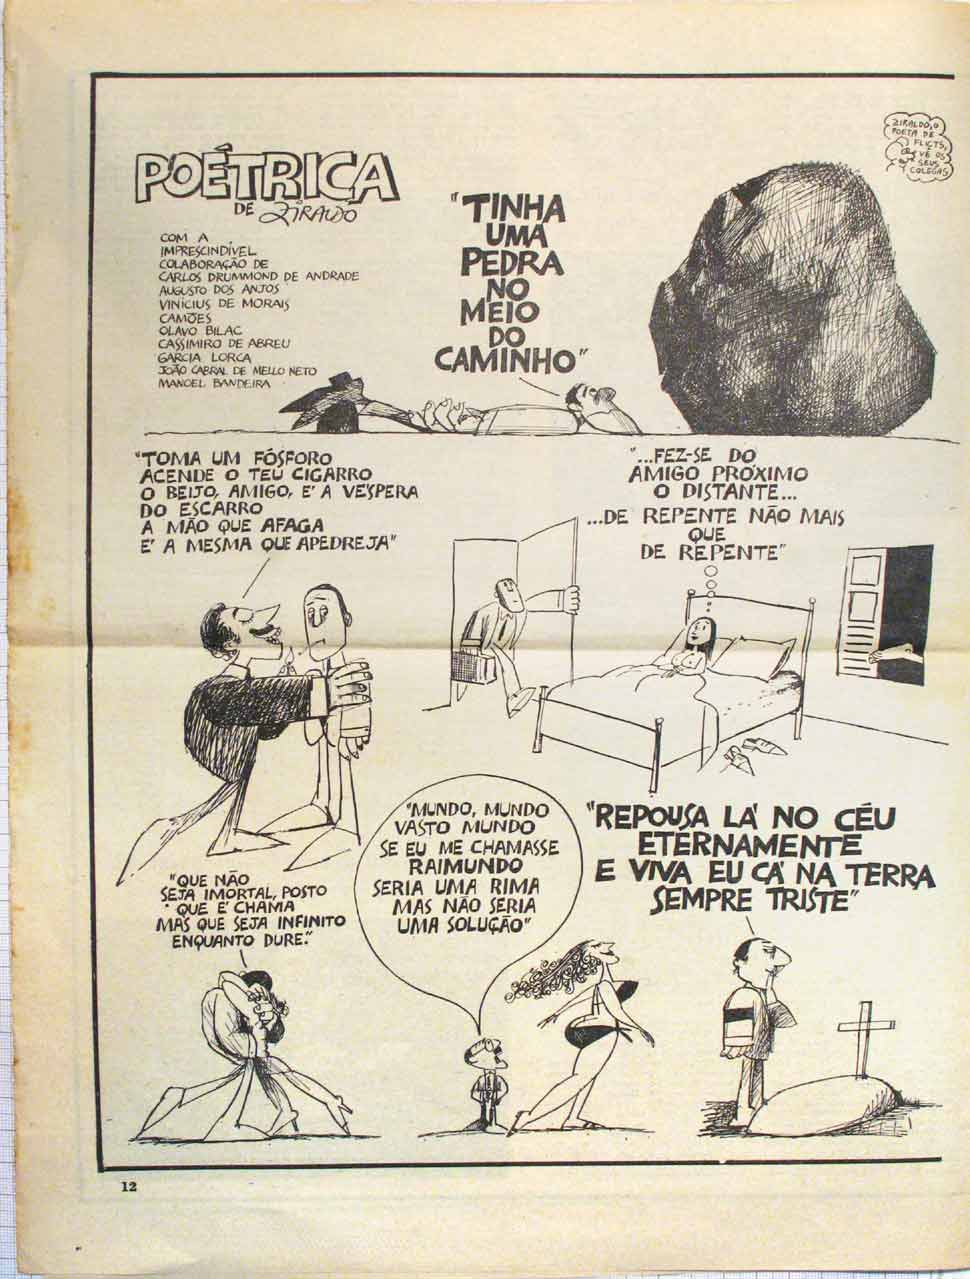 POÉTRICA
DE ZIRALDO
COM A
IMPRESCINDÍVEL
COLABORAÇÃO DE
CARLOS DRUMMOND DE ANDRADE
AUGUSTO DOS ANJOS
VINÍCIUS DE MORAIS
CAMÕES
OLAVO BILAC
CASSIMIRO DE ABREU
GARCIA LORCA
JOÃO CABRAL DE MELLO NETO
MANOEL BANDEIRA
"TINHA
UMA
PEDRA
NO
MEIO
DO
CAMINHO"
ZIRALDO, O
POETA DE
FLICTS,
VÊ OS
SEUS
COLEGAS
"TOMA UM FÓSFORO
ACENDE O TEU CIGARRO
O BEIJO, AMIGO, É A VÉSPERA
DO ESCARRO
A MÃO QUE AFAGA
É A MESMA QUE APEDREJA"
"...FEZ-SE DO
AMIGO PRÓXIMO
O DISTANTE...
...DE REPENTE NÃO MAIS
QUE
DE REPENTE"
"QUE NÃO
SEJA IMORTAL, POSTO
QUE É CHAMA
MAS QUE SEJA INFINITO
ENQUANTO DURE."
"MUNDO, MUNDO
VASTO MUNDO
SE EU ME CHAMASSE
RAIMUNDO
SERIA UMA RIMA
MAS NÃO SERIA
UMA SOLUÇÃO"
"REPOUSA LÁ NO CÉU
ETERNAMENTE
E VIVA EU CÁ NA TERRA
SEMPRE TRISTE"
12